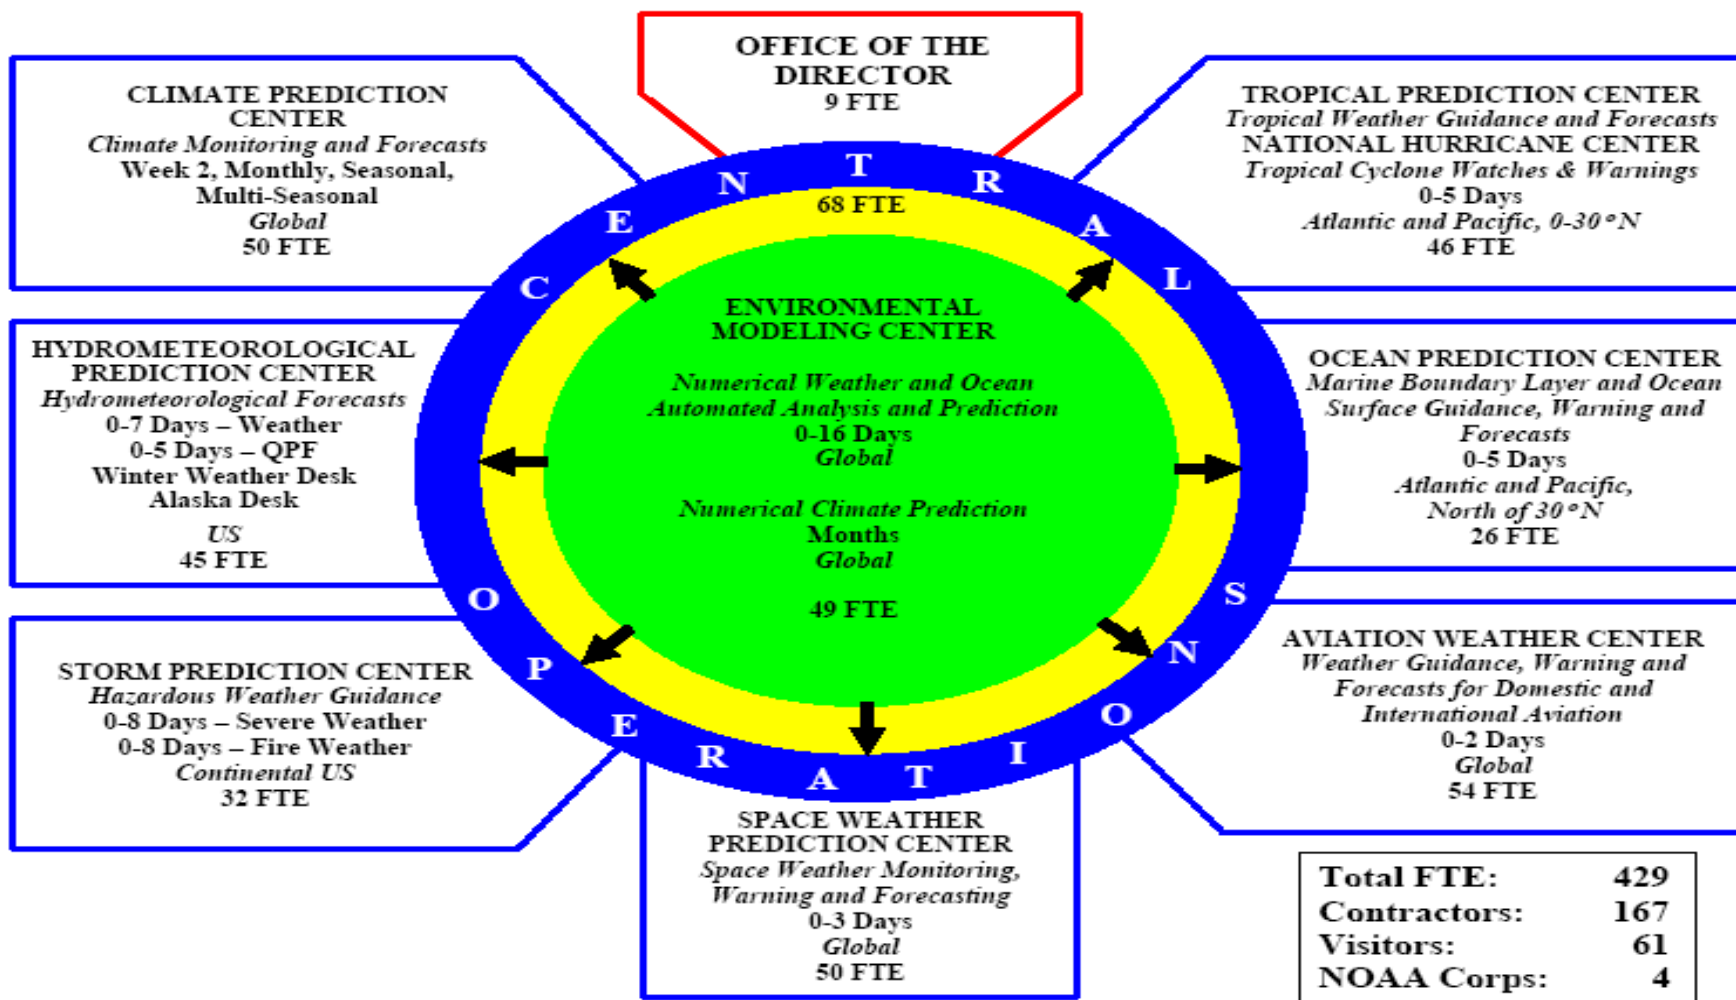 OFFICE OF THE
DIRECTOR
9 FTE
CLIMATE PREDICTION
CENTER
Climate Monitoring and Forecasts
Week 2, Monthly, Seasonal,
Multi-Seasonal
Global
50 FTE
TROPICAL PREDICTION CENTER
Tropical Weather Guidance and Forecasts
NATIONAL HURRICANE CENTER
Tropical Cyclone Watches & Warnings
0-5 Days
Atlantic and Pacific, 0-30°N
46 FTE
CENTRAL
OPERATIONS
68 FTE
ENVIRONMENTAL
MODELING CENTER
Numerical Weather and Ocean
Automated Analysis and Prediction
0-16 Days
Global
Numerical Climate Prediction
Months
Global
49 FTE
HYDROMETEOROLOGICAL
PREDICTION CENTER
Hydrometeorological Forecasts
0-7 Days – Weather
0-5 Days – QPF
Winter Weather Desk
Alaska Desk
US
45 FTE
OCEAN PREDICTION CENTER
Marine Boundary Layer and Ocean
Surface Guidance, Warning and
Forecasts
0-5 Days
Atlantic and Pacific,
North of 30°N
26 FTE
STORM PREDICTION CENTER
Hazardous Weather Guidance
0-8 Days – Severe Weather
0-8 Days – Fire Weather
Continental US
32 FTE
AVIATION WEATHER CENTER
Weather Guidance, Warning and
Forecasts for Domestic and
International Aviation
0-2 Days
Global
54 FTE
SPACE WEATHER
PREDICTION CENTER
Space Weather Monitoring,
Warning and Forecasting
0-3 Days
Global
50 FTE
Total FTE: 429
Contractors: 167
Visitors: 61
NOAA Corps: 4